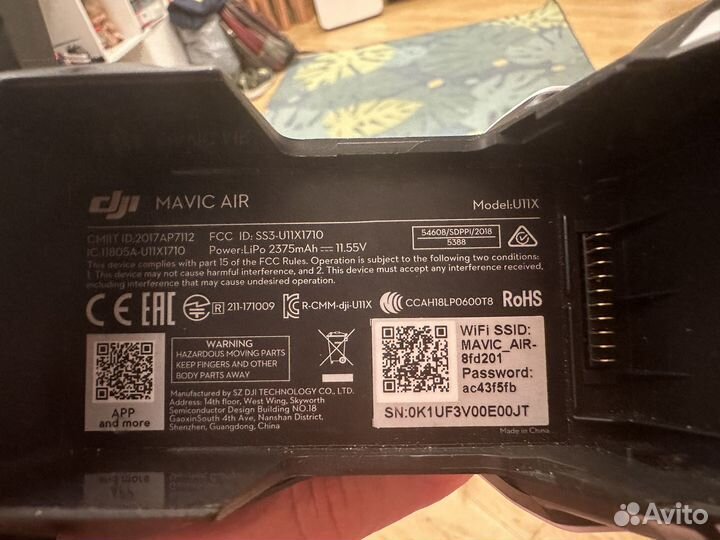 dji MAVIC AIR Model:U11X
CMIIT ID:2017AP7112 FCC ID: SS3-U11X1710
IC:11805A-U11X1710 Power:LiPo 2375mAh 11.55V
54608/SDPPI/2018
5388
This device complies with part 15 of the FCC Rules. Operation is subject to the following two conditions:
1. This device may not cause harmful interference, and 2. This device must accept any interference received,
including interference that may cause undesired operation.
CE EAC R 211-171009 R-CMM-dji-U11X CCAH18LP0600T8 RoHS
WARNING
HAZARDOUS MOVING PARTS
KEEP FINGERS AND OTHER
BODY PARTS AWAY
APP
and more
Manufactured by SZ DJI TECHNOLOGY CO., LTD.
Address: 14th floor, West Wing, Skyworth
Semiconductor Design Building NO.18
GaoxinSouth 4th Ave, Nanshan District,
Shenzhen, Guangdong, China
WiFi SSID:
MAVIC_AIR-
8fd201
Password:
ac43f5fb
SN:0K1UF3V00E00JT
Made in China
Avito